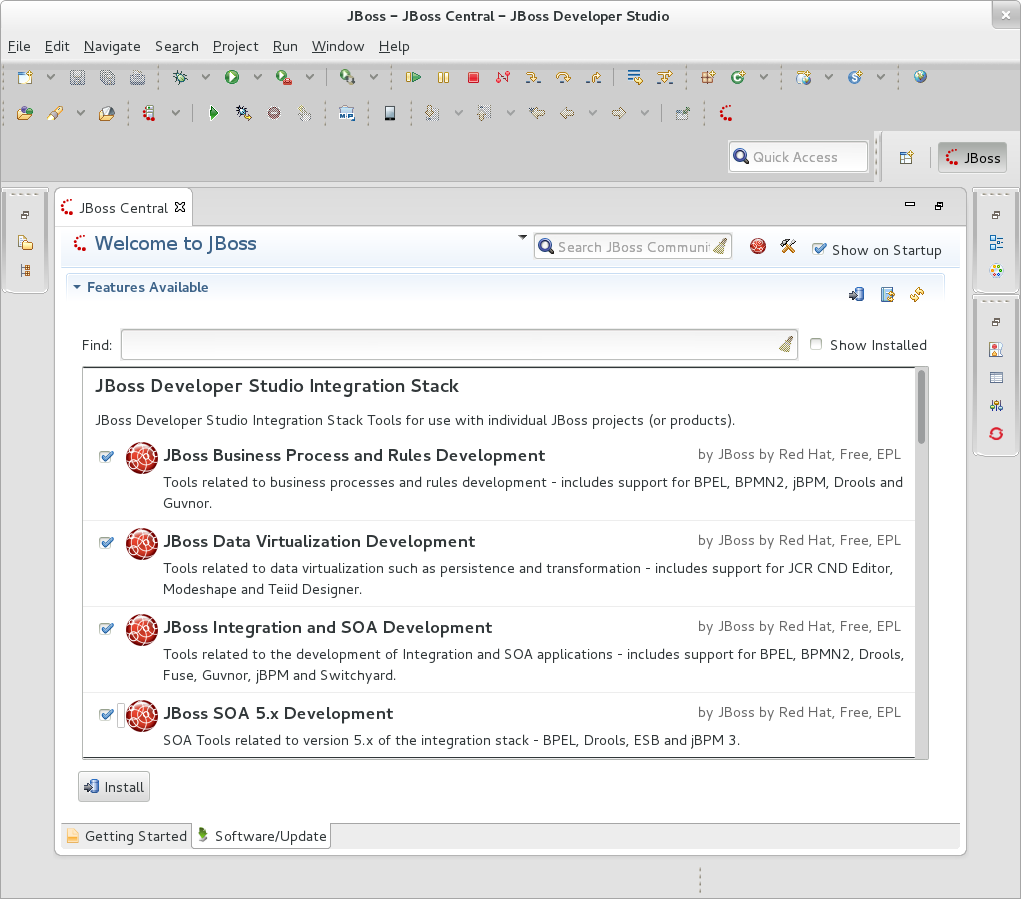 JBoss – JBoss Central – JBoss Developer Studio
File Edit Navigate Search Project Run Window Help
Quick Access
JBoss
JBoss Central
Welcome to JBoss
Search JBoss Communi
Show on Startup
Features Available
Find:
Show Installed
JBoss Developer Studio Integration Stack
JBoss Developer Studio Integration Stack Tools for use with individual JBoss projects (or products).
JBoss Business Process and Rules Development by JBoss by Red Hat, Free, EPL
Tools related to business processes and rules development - includes support for BPEL, BPMN2, jBPM, Drools and
Guvnor.
JBoss Data Virtualization Development by JBoss by Red Hat, Free, EPL
Tools related to data virtualization such as persistence and transformation - includes support for JCR CND Editor,
Modeshape and Teiid Designer.
JBoss Integration and SOA Development by JBoss by Red Hat, Free, EPL
Tools related to the development of Integration and SOA applications - includes support for BPEL, BPMN2, Drools,
Fuse, Guvnor, jBPM and Switchyard.
JBoss SOA 5.x Development by JBoss by Red Hat, Free, EPL
SOA Tools related to version 5.x of the integration stack - BPEL, Drools, ESB and jBPM 3.
Install
Getting Started Software/Update